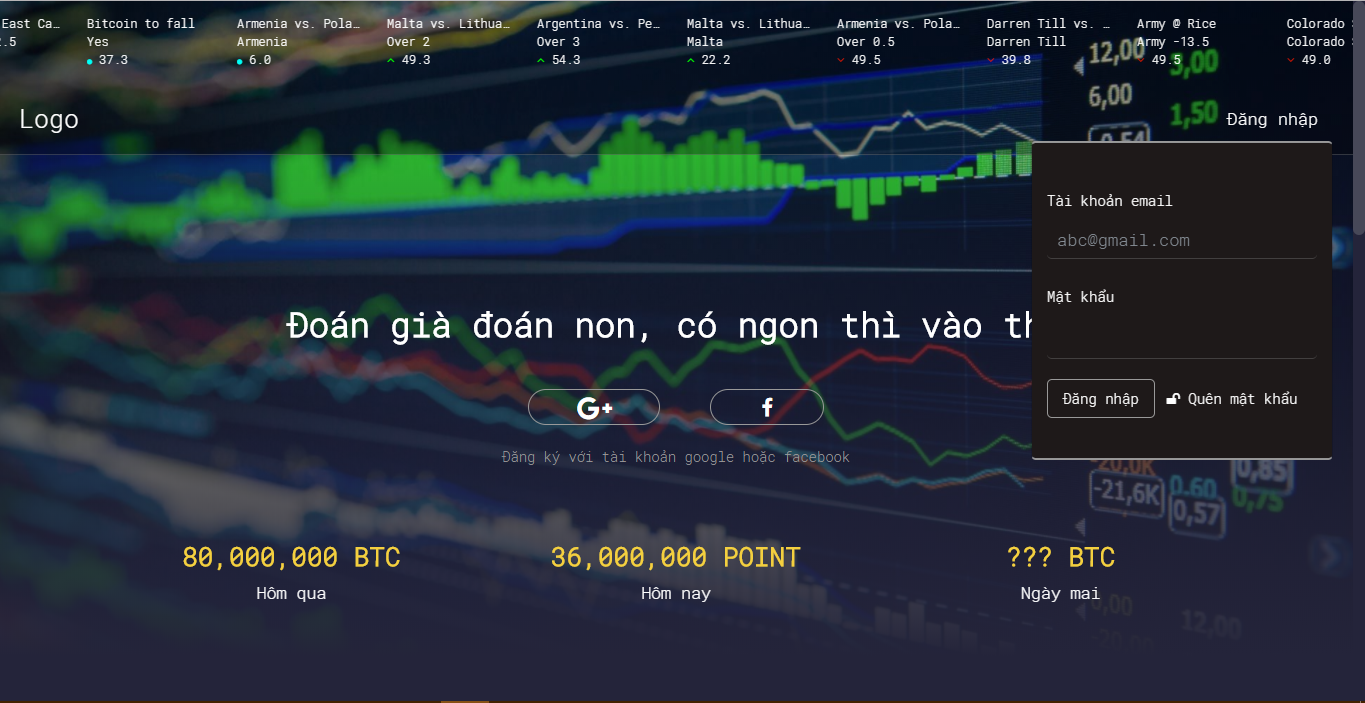 East Ca… Bitcoin to fall Armenia vs. Pola… Malta vs. Lithua… Argentina vs. Pe… Malta vs. Lithua… Armenia vs. Pola… Darren Till vs. … Army @ Rice Colorado
.5 Yes Armenia Over 2 Over 3 Malta Over 0.5 Darren Till Army -13.5 Colorado
37.3 6.0 49.3 54.3 22.2 49.5 39.8 49.5 49.0
12,00
3,00
6,00
1,50
Logo
Đăng nhập
Tài khoản email
abc@gmail.com
Mật khẩu
Đoán già đoán non, có ngon thì vào th
Đăng nhập Quên mật khẩu
G+ f
Đăng ký với tài khoản google hoặc facebook
-20,0K
0,85
-21,6K
0,60
0,75
0,57
80,000,000 BTC 36,000,000 POINT ??? BTC
Hôm qua Hôm nay Ngày mai
12,00